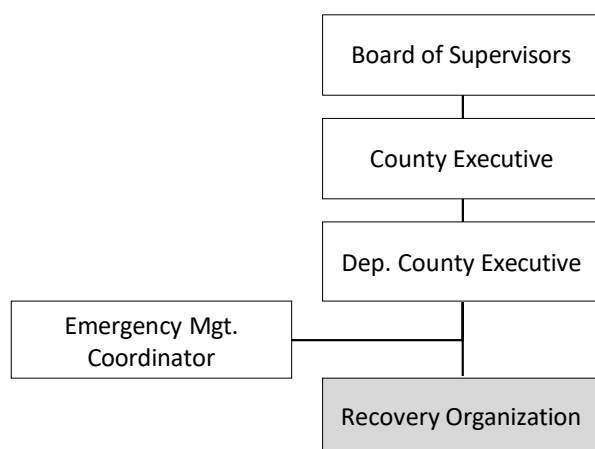 Board of Supervisors
County Executive
Dep. County Executive
Emergency Mgt.
Coordinator
Recovery Organization